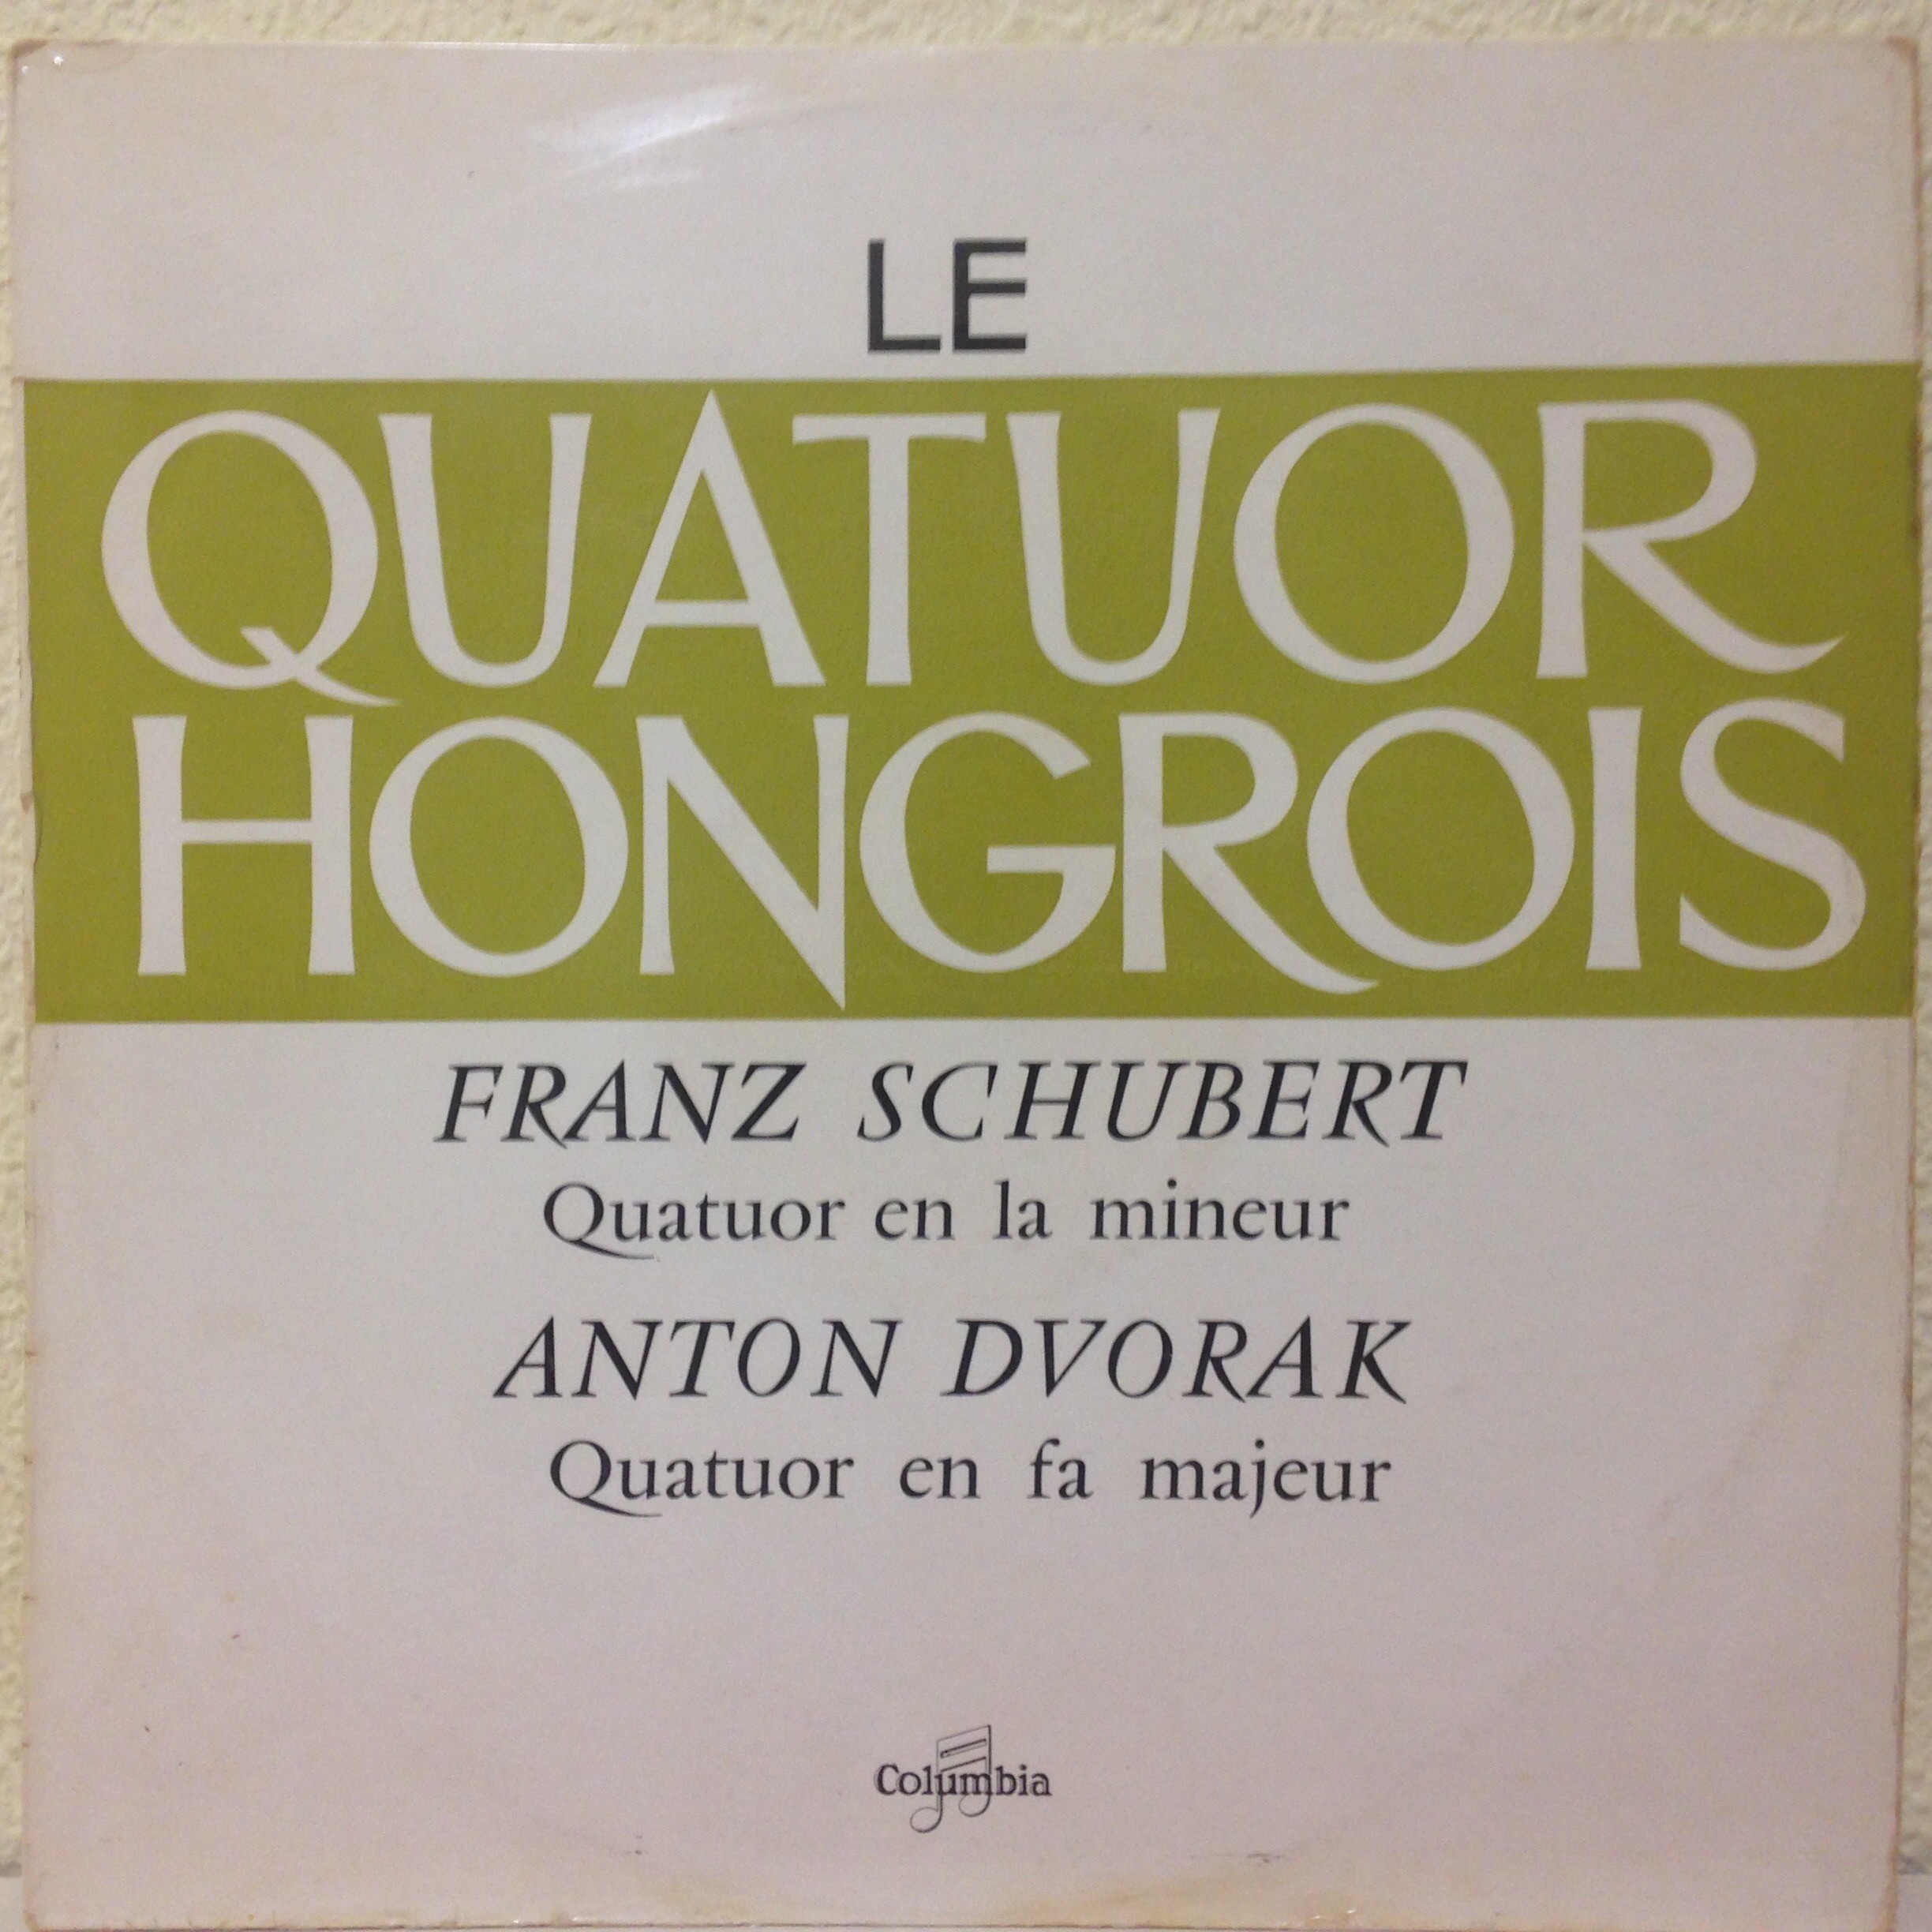 LE
QUATUOR
HONGROIS
FRANZ SCHUBERT
Quatuor en la mineur
ANTON DVORAK
Quatuor en fa majeur
Columbia